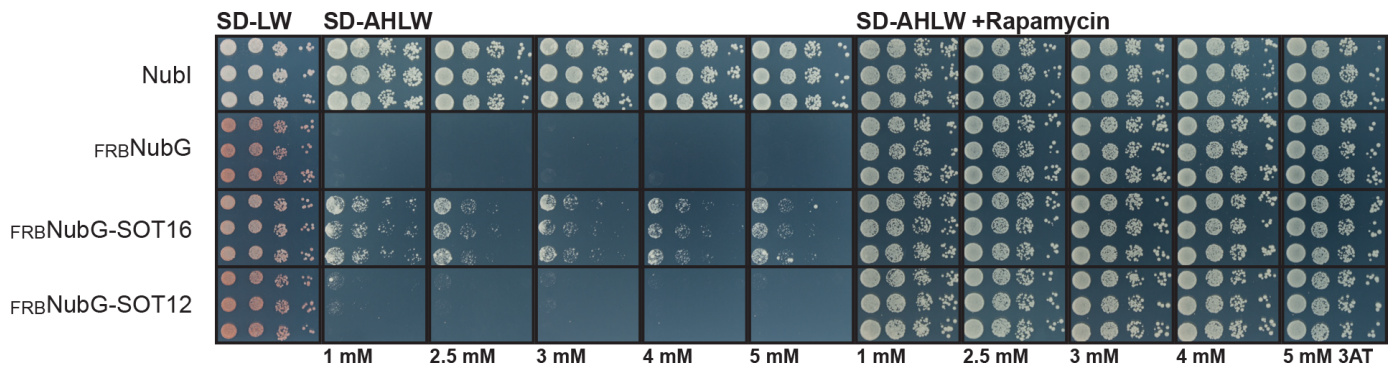 SD-LW SD-AHLW SD-AHLW +Rapamycin
NubI
FRBNubG
FRBNubG-SOT16
FRBNubG-SOT12
1 mM 2.5 mM 3 mM 4 mM 5 mM 1 mM 2.5 mM 3 mM 4 mM 5 mM 3AT